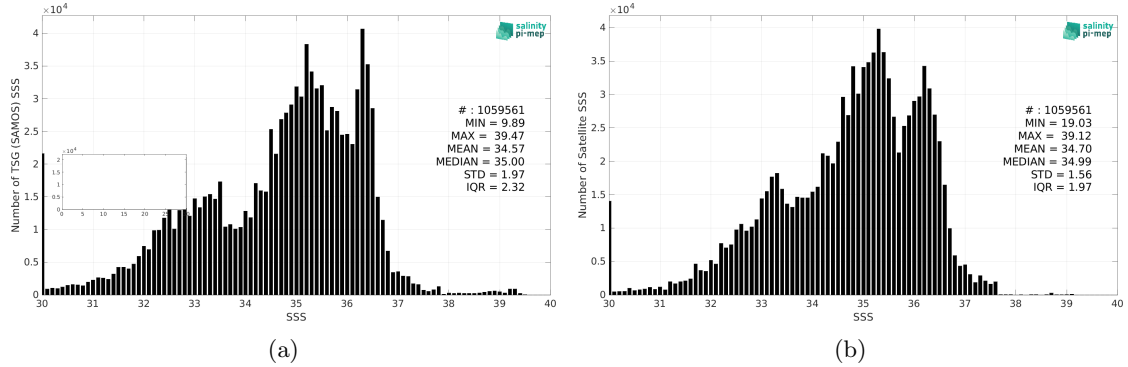 ×10⁴
4
3.5
3
2.5
2
1.5
1
0.5
0
Number of TSG (SAMOS) SSS
salinity
pi-mep
# : 1059561
MIN = 9.89
MAX = 39.47
MEAN = 34.57
MEDIAN = 35.00
STD = 1.97
IQR = 2.32
×10⁴
2
1.5
1
0.5
0
0 5 10 15 20 25
30 31 32 33 34 35 36 37 38 39 40
SSS
(a)
×10⁴
4
3.5
3
2.5
2
1.5
1
0.5
0
Number of Satellite SSS
salinity
pi-mep
# : 1059561
MIN = 19.03
MAX = 39.12
MEAN = 34.70
MEDIAN = 34.99
STD = 1.56
IQR = 1.97
31 32 33 34 35 36 37 38 39 40
SSS
(b)